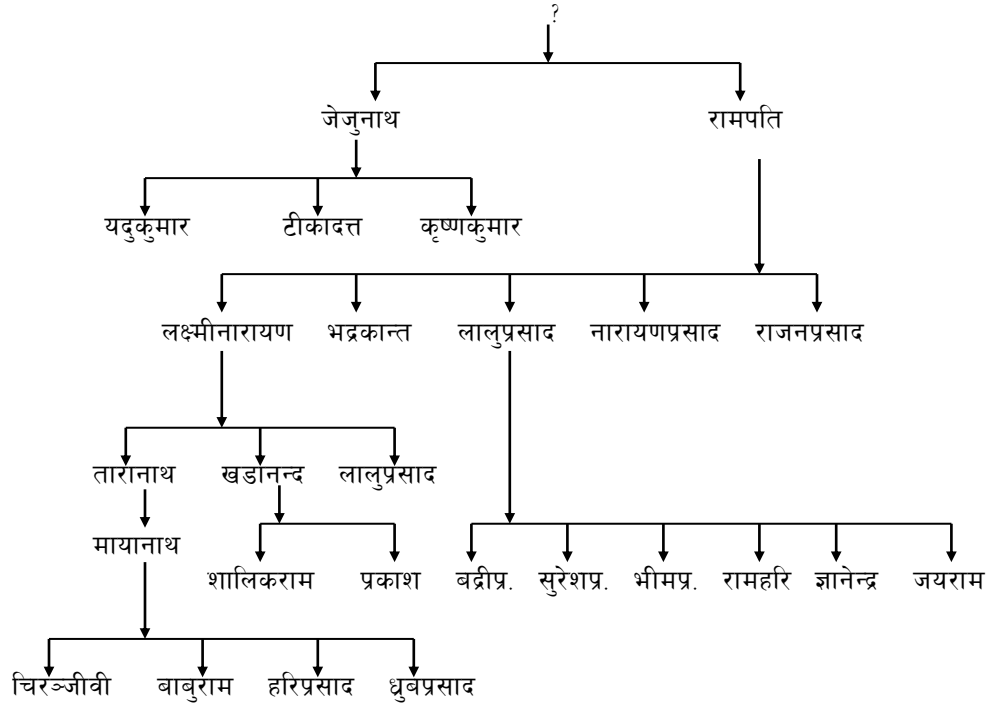 ?
जेजुनाथ रामपति
यदुकुमार टीकादत्त कृष्णकुमार
लक्ष्मीनारायण भद्रकान्त लालुप्रसाद नारायणप्रसाद राजनप्रसाद
तारानाथ खडानन्द लालुप्रसाद
मायानाथ
शालिकराम प्रकाश बद्रीप्र. सुरेशप्र. भीमप्र. रामहरि ज्ञानेन्द्र जयराम
चिरञ्जीवी बाबुराम हरिप्रसाद ध्रुबप्रसाद